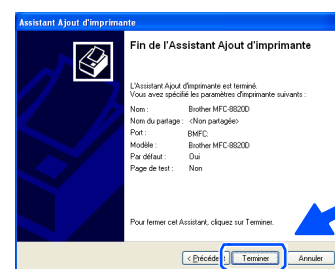 Assistant Ajout d'imprimante
Fin de l'Assistant Ajout d'imprimante
L'Assistant Ajout d'imprimante est terminé.
Vous avez spécifié les paramètres d'imprimante suivants :
Nom : Brother MFC-8820D
Nom du partage : <Non partagée>
Port : BMFC:
Modèle : Brother MFC-8820D
Par défaut : Oui
Page de test : Non
Pour fermer cet Assistant, cliquez sur Terminer.
< Précédent Terminer Annuler